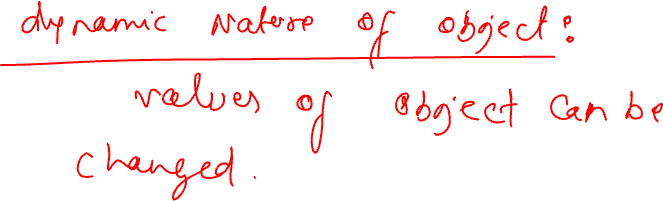 dynamic Nature of object:
values of object can be
changed.